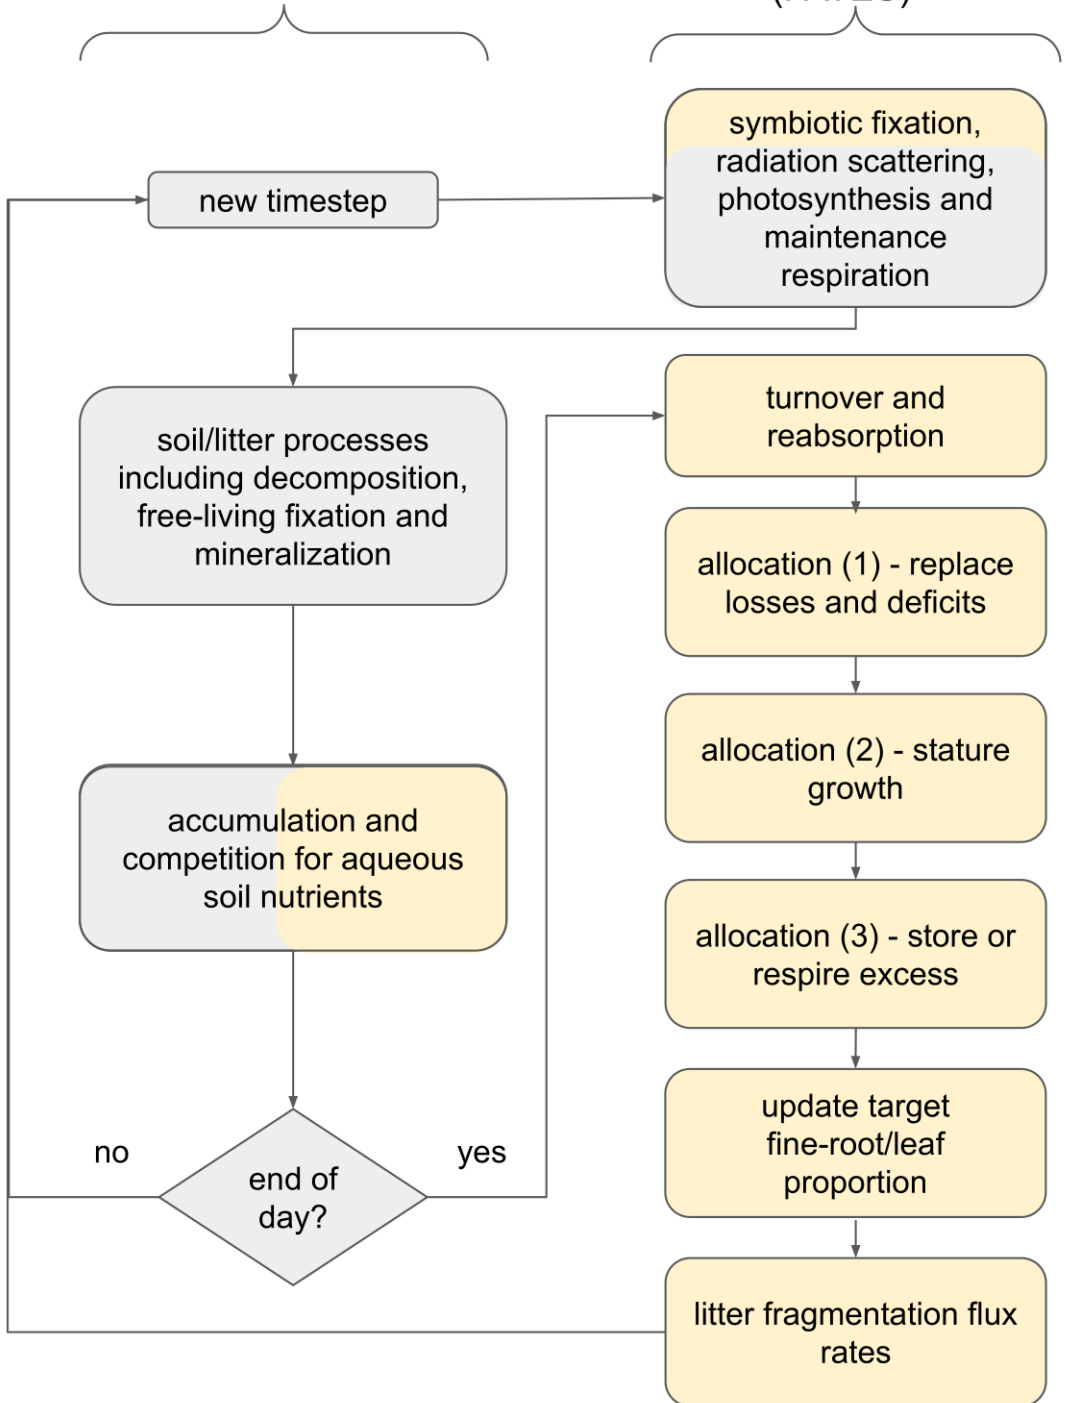 new timestep
symbiotic fixation,
radiation scattering,
photosynthesis and
maintenance
respiration
soil/litter processes
including decomposition,
free-living fixation and
mineralization
accumulation and
competition for aqueous
soil nutrients
no
end of
day?
yes
turnover and
reabsorption
allocation (1) - replace
losses and deficits
allocation (2) - stature
growth
allocation (3) - store or
respire excess
update target
fine-root/leaf
proportion
litter fragmentation flux
rates